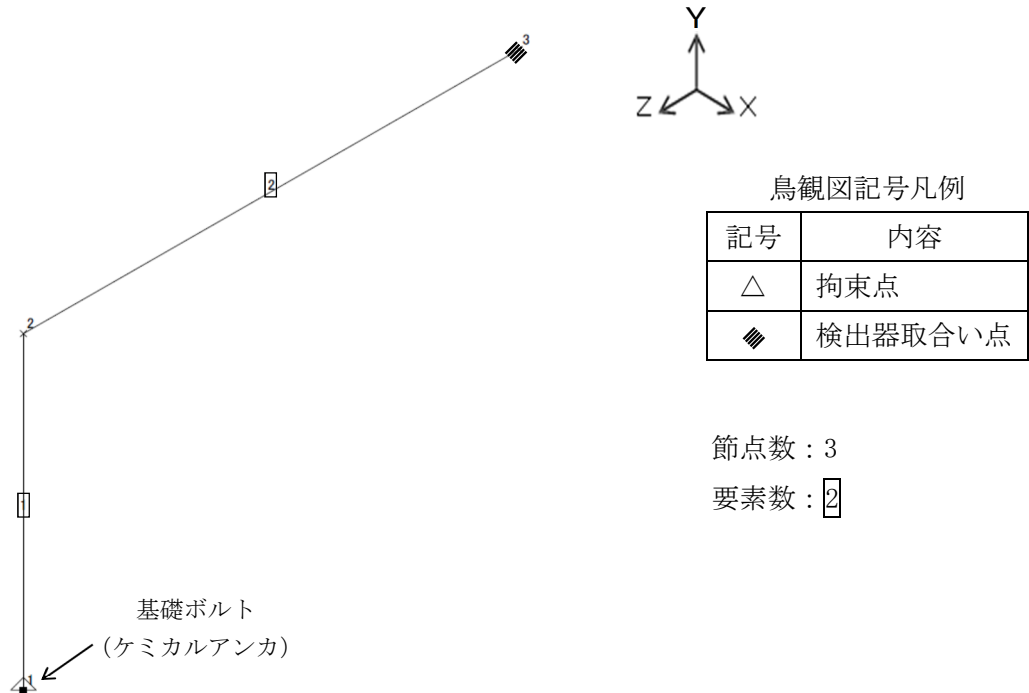 3
Y
Z
X
2
鳥観図記号凡例
記号 内容
△ 拘束点
検出器取合い点
2
節点数:3
要素数:2
1
基礎ボルト
(ケミカルアンカ)
1